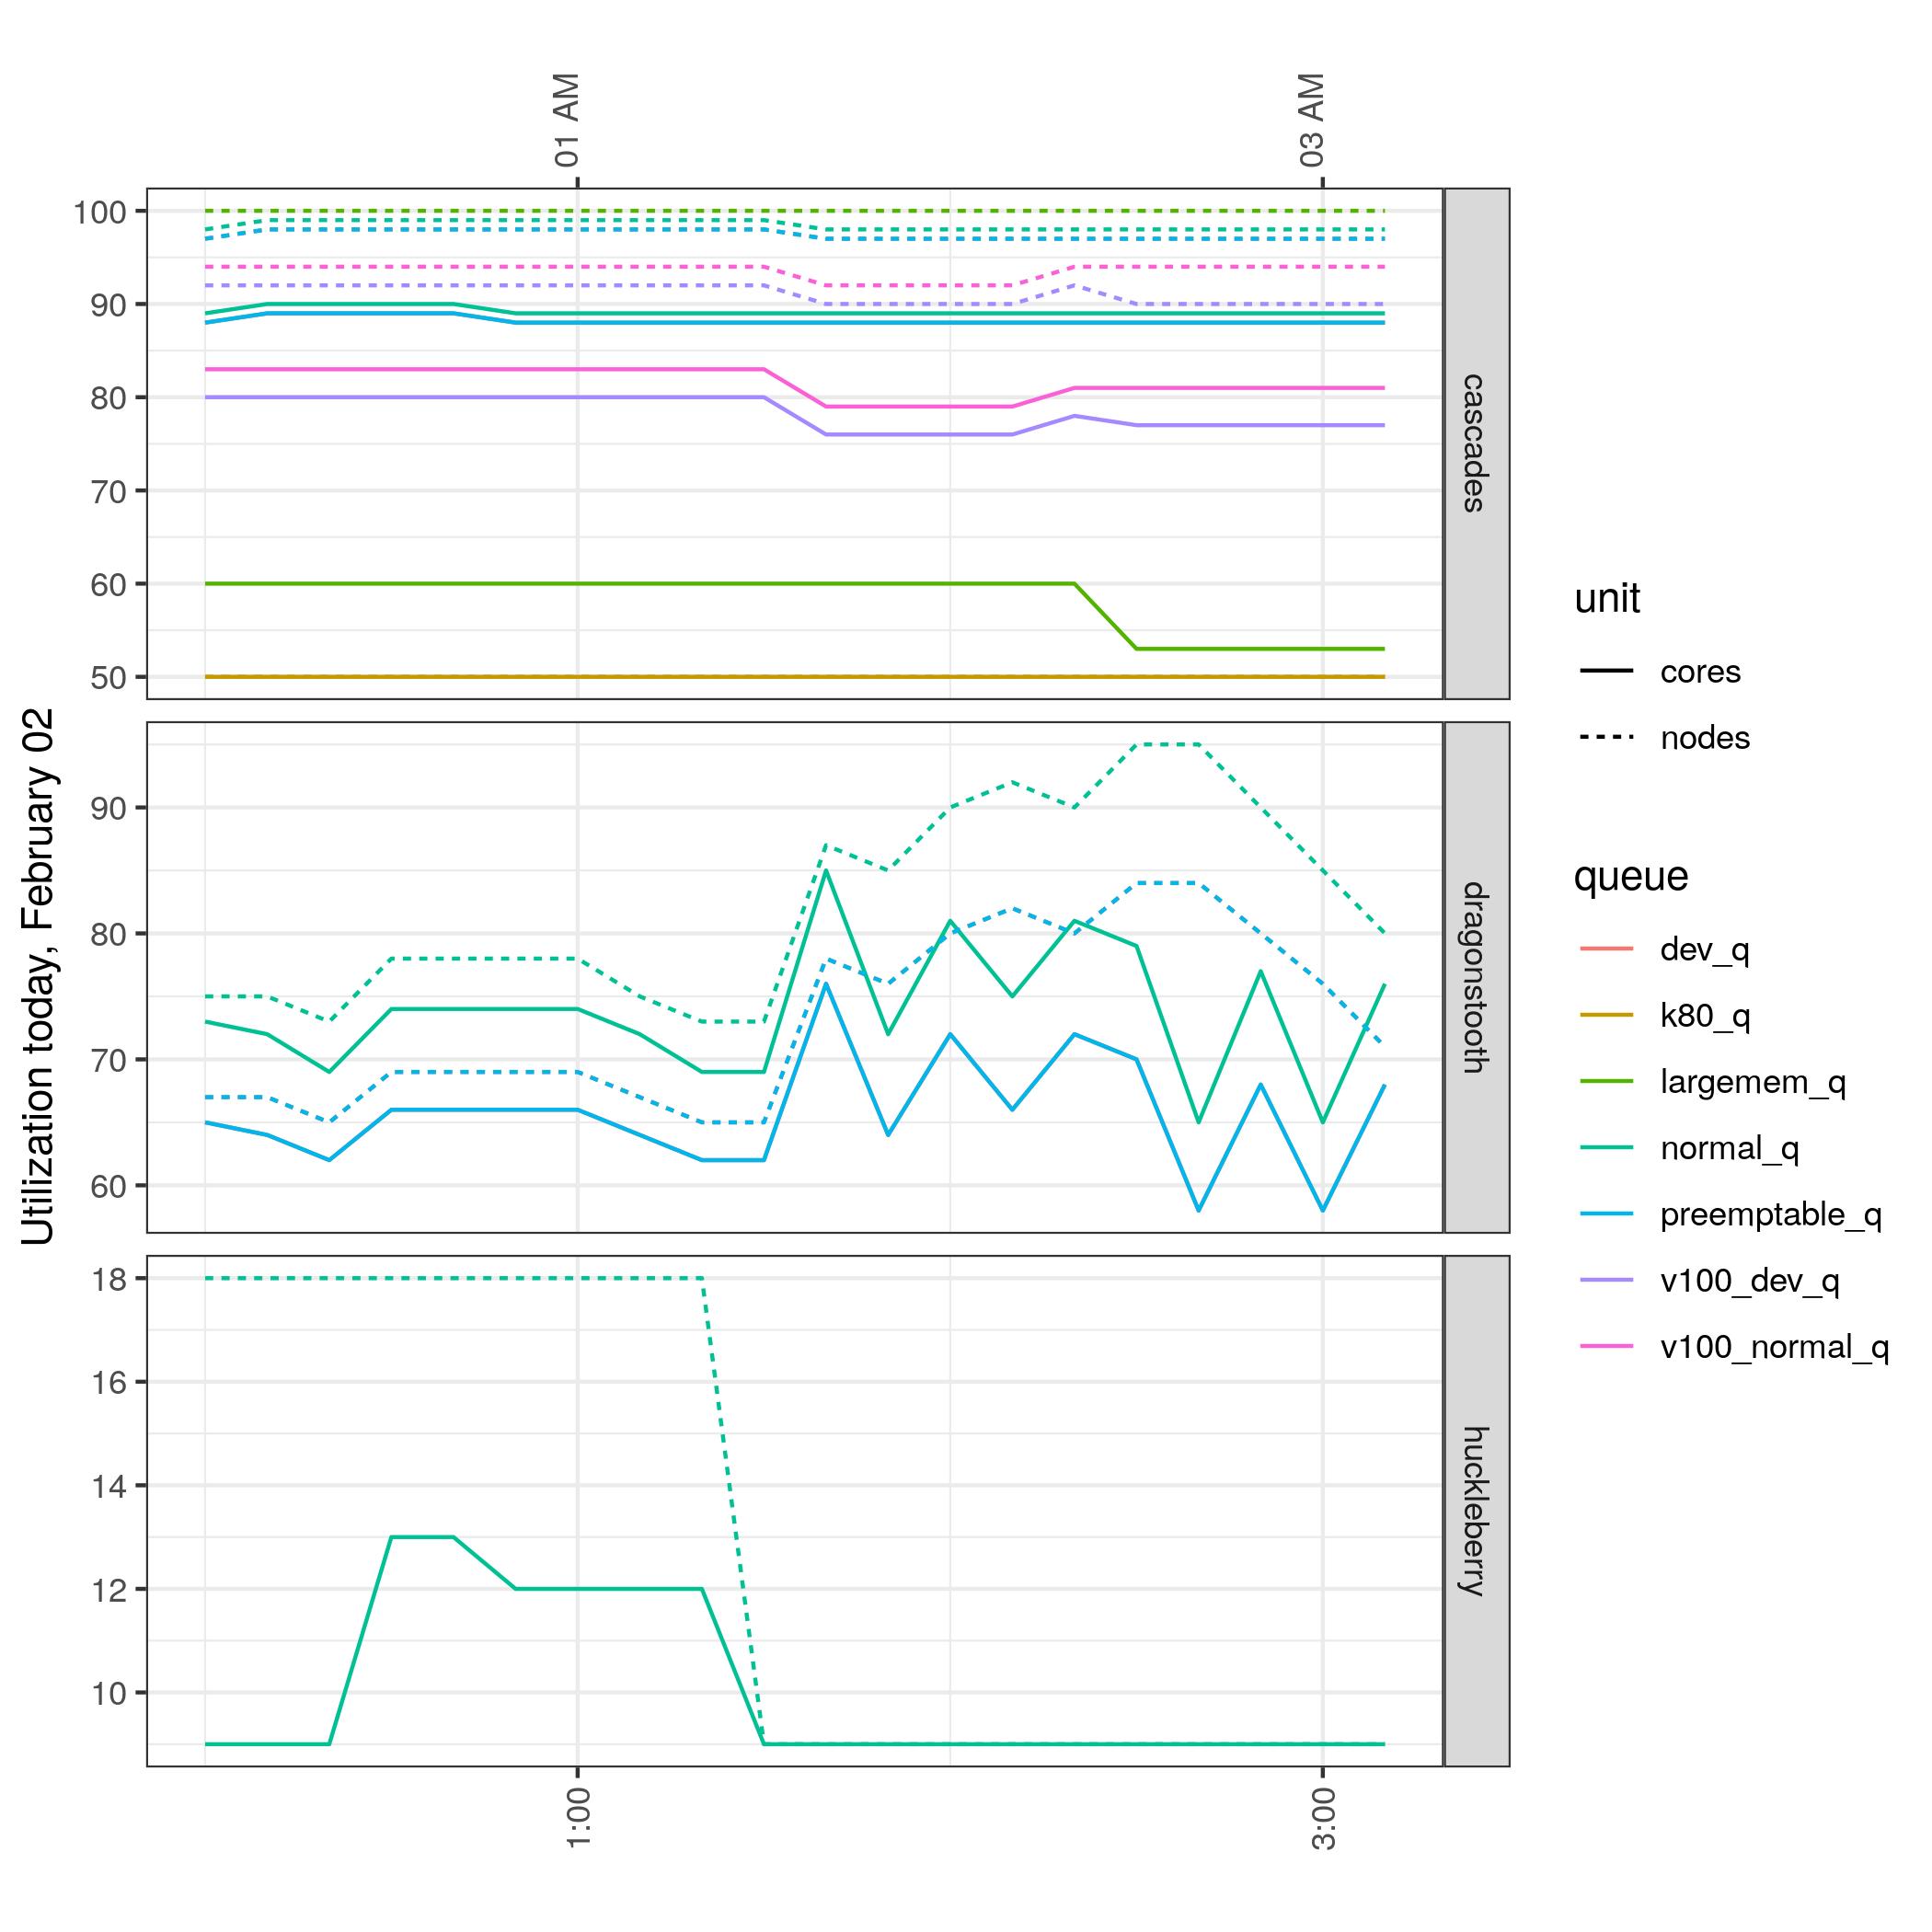 01 AM
03 AM
Utilization today, February 02
100
90
80
70
60
50
cascades
90
80
70
60
dragonstooth
18
16
14
12
10
huckleberry
1:00
3:00
unit
cores
nodes
queue
dev_q
k80_q
largemem_q
normal_q
preemptable_q
v100_dev_q
v100_normal_q